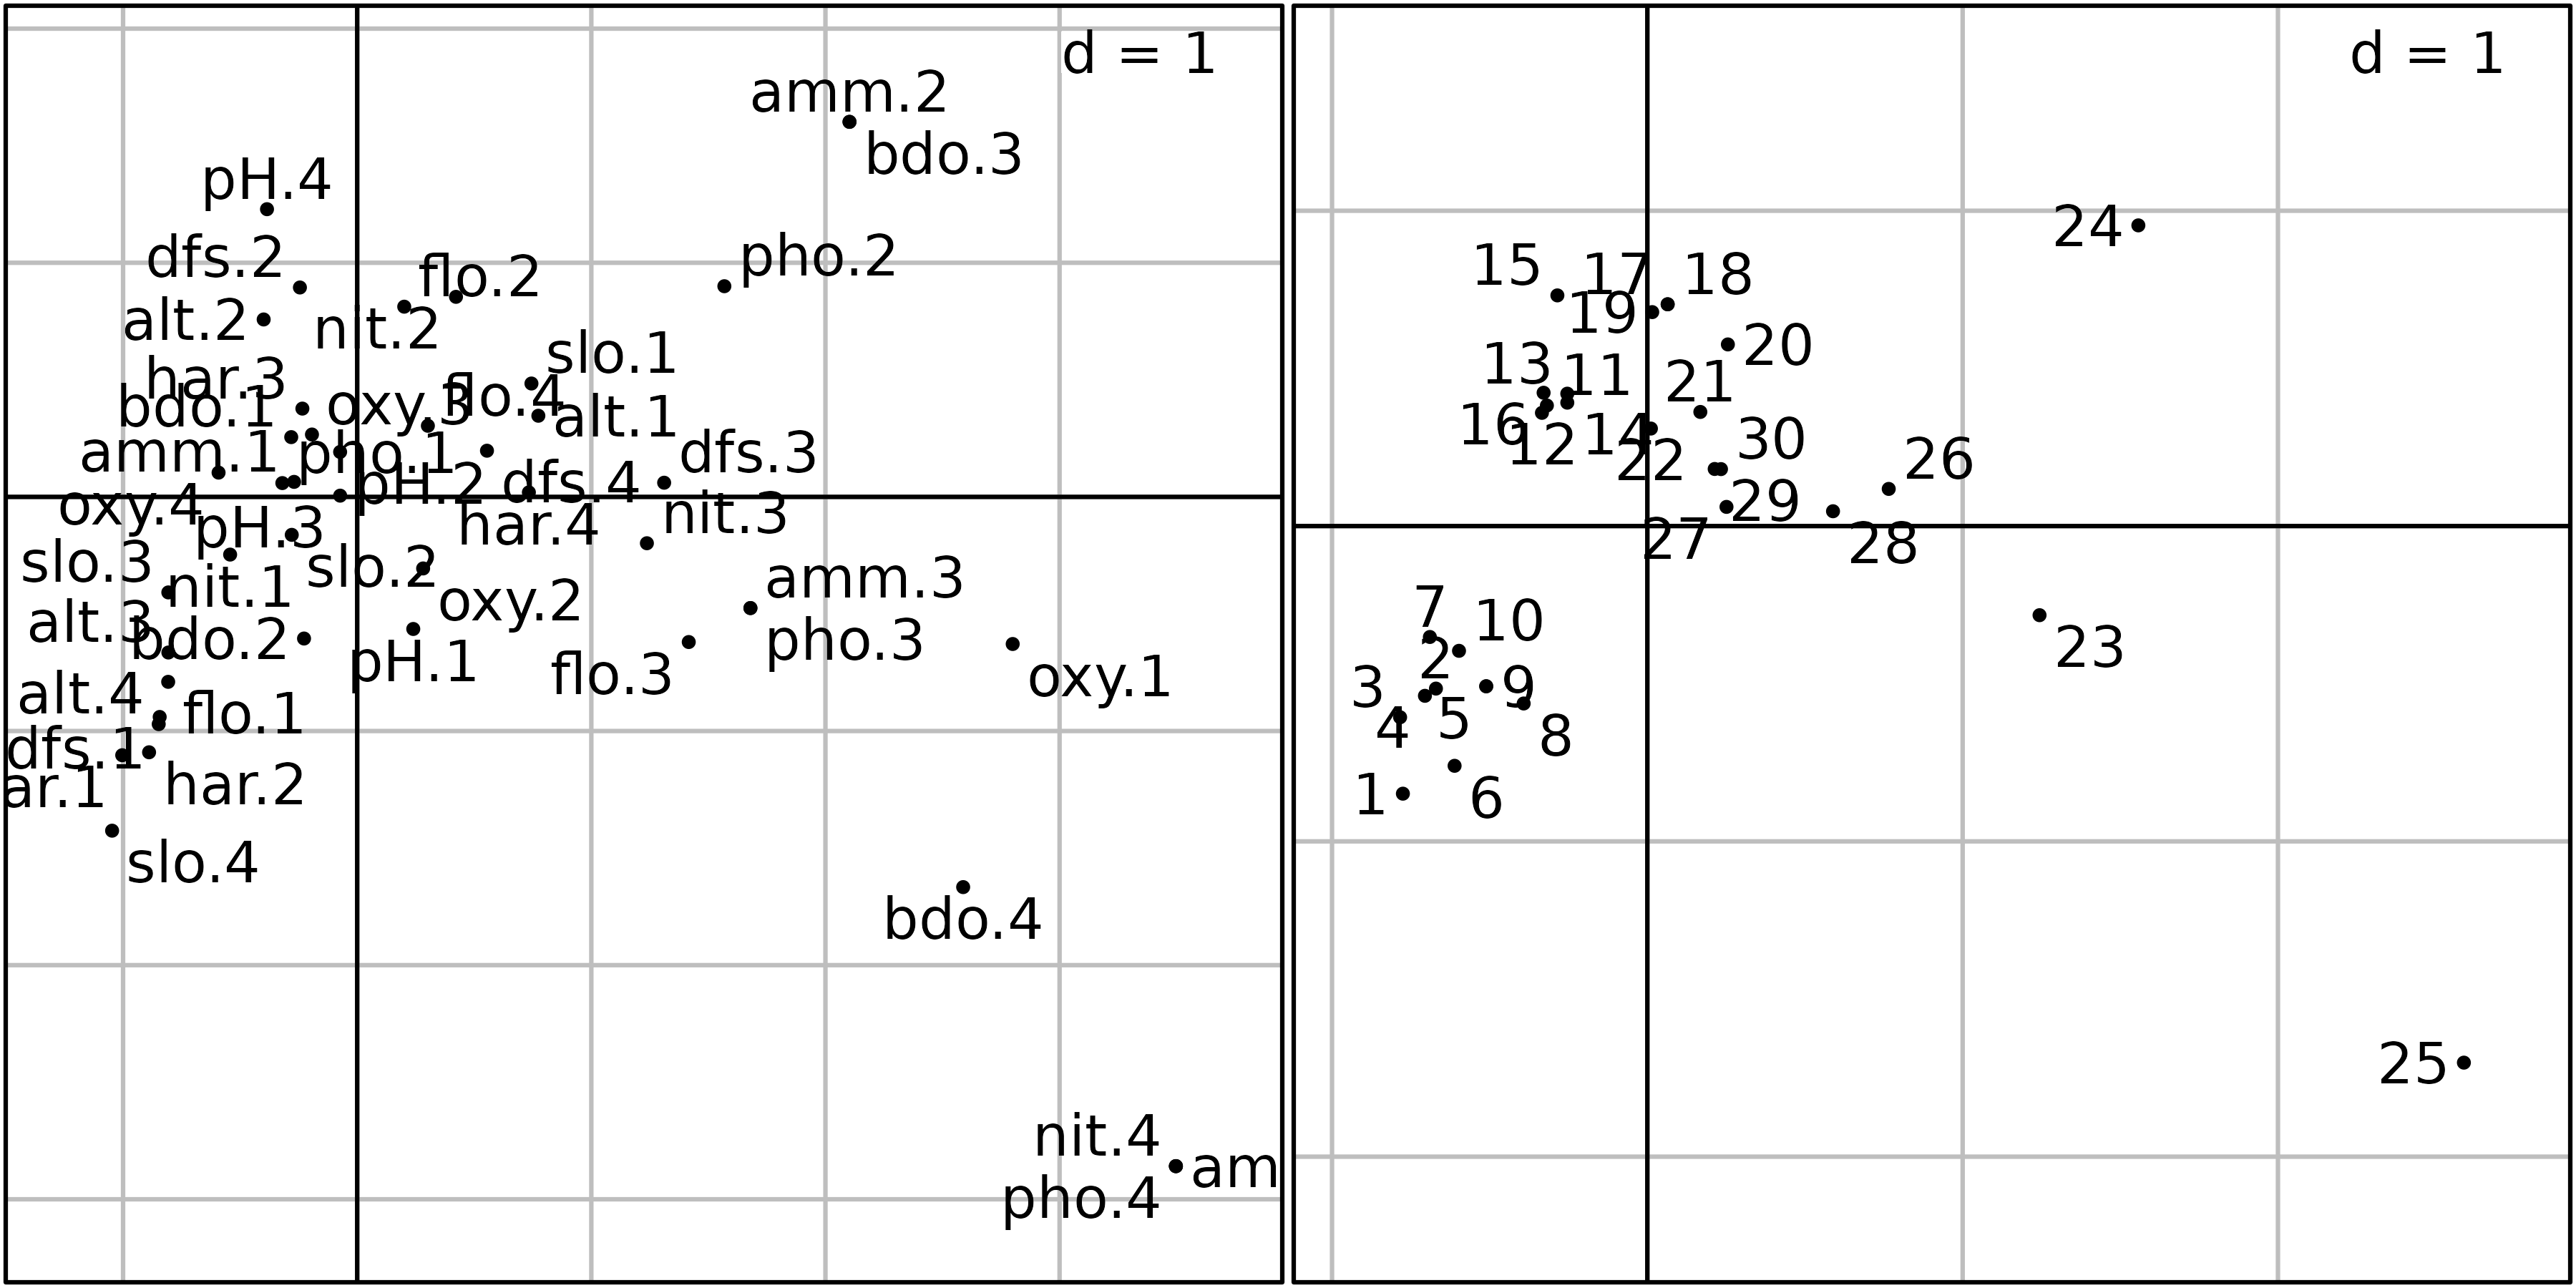 d = 1
amm.2
bdo.3
pH.4
dfs.2
flo.2
pho.2
alt.2
nit.2
slo.1
har.3
bdo.1
oxy.3
flo.4
alt.1
amm.1
pho.1
dfs.3
pH.2
dfs.4
oxy.4
pH.3
har.4
nit.3
slo.3
slo.2
nit.1
amm.3
oxy.2
alt.3
bdo.2
pho.3
pH.1
flo.3
oxy.1
alt.4
flo.1
dfs.1
ar.1
har.2
slo.4
bdo.4
nit.4
am
pho.4
d = 1
24
15
17
18
19
20
13
11
21
16
12
14
22
30
26
29
27
28
7
10
2
23
3
9
4
5
8
1
6
25